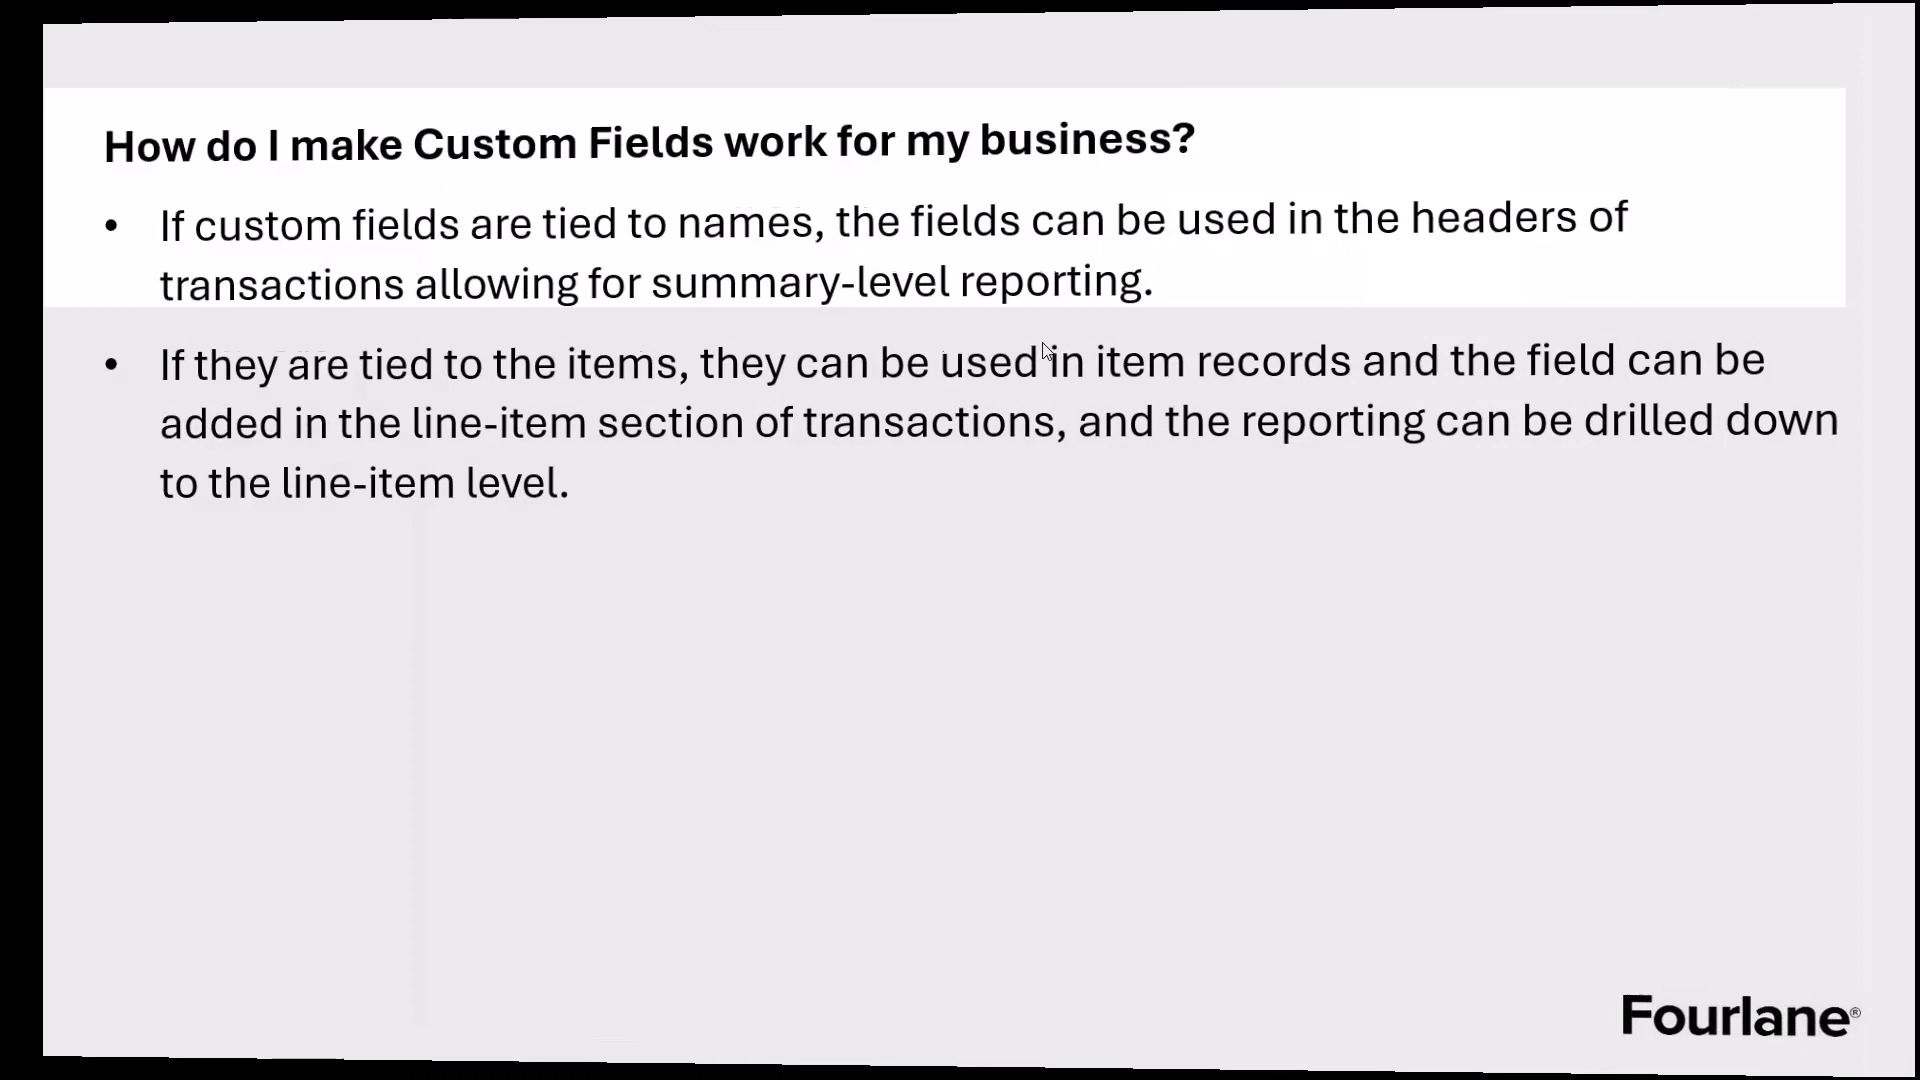 How do I make Custom Fields work for my business?
• If custom fields are tied to names, the fields can be used in the headers of
transactions allowing for summary-level reporting.
• If they are tied to the items, they can be used in item records and the field can be
added in the line-item section of transactions, and the reporting can be drilled down
to the line-item level.
Fourlane®